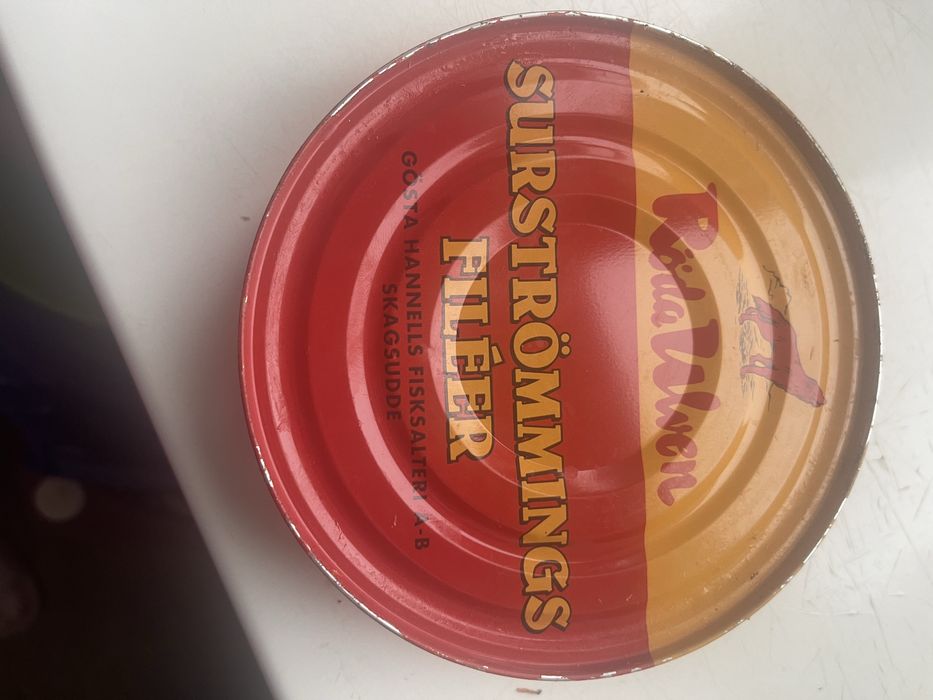 Röda Ulven
SURSTRÖMMINGS
FILÉER
GÖSTA HANNELLS FISKSALTERI A-B
SKAGSUDDE